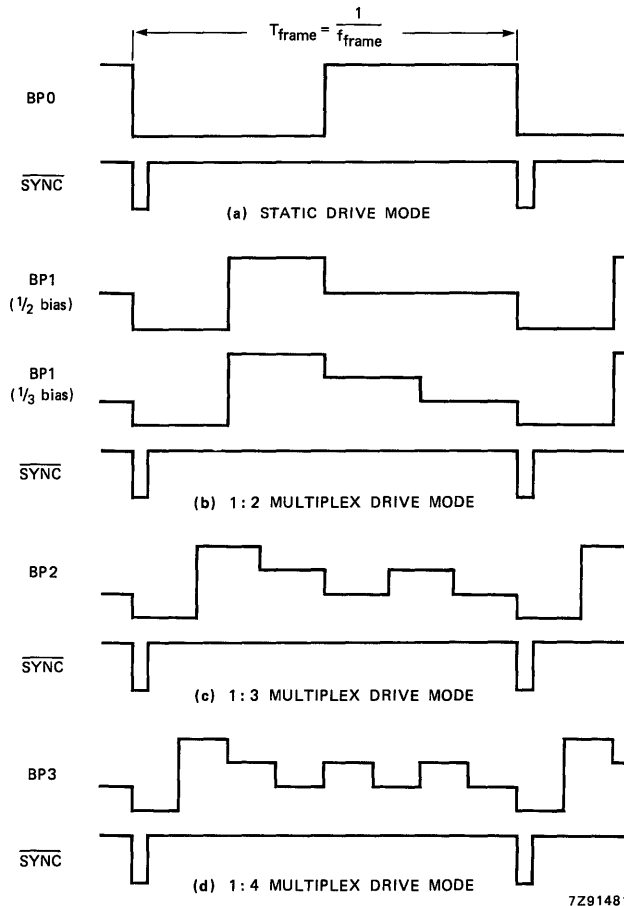 T_frame = 1 / f_frame
BP0
SYNC
(a) STATIC DRIVE MODE
BP1
(1/2 bias)
BP1
(1/3 bias)
SYNC
(b) 1:2 MULTIPLEX DRIVE MODE
BP2
SYNC
(c) 1:3 MULTIPLEX DRIVE MODE
BP3
SYNC
(d) 1:4 MULTIPLEX DRIVE MODE
7Z91481